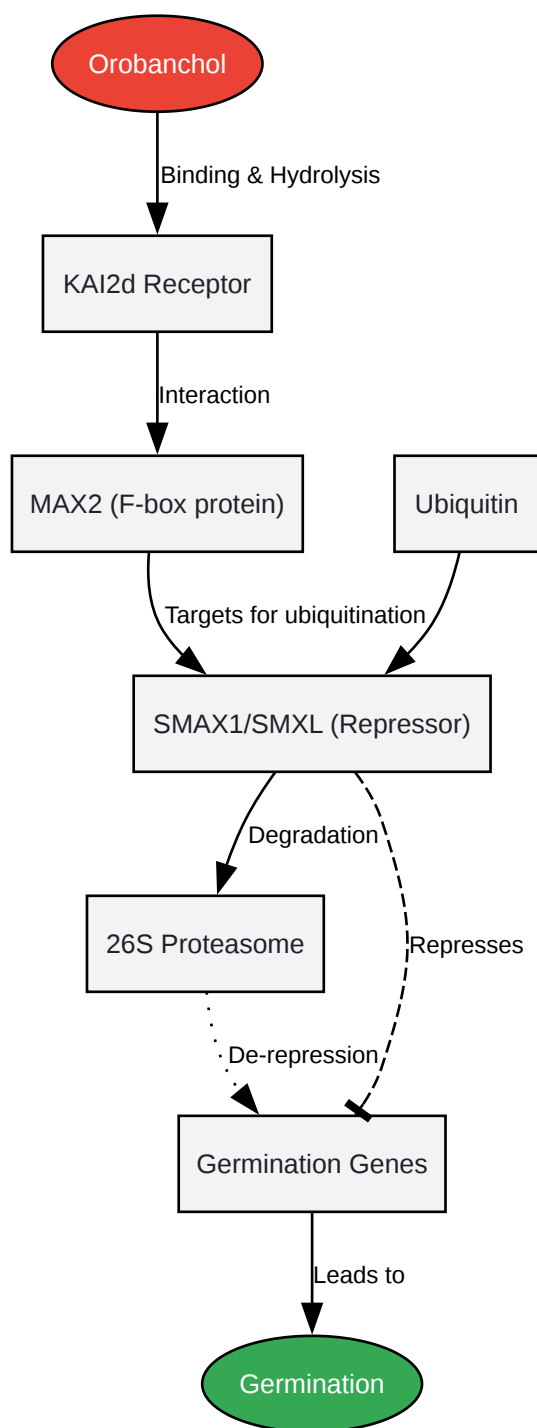 Orobanchol
Binding & Hydrolysis
KAI2d Receptor
Interaction
MAX2 (F-box protein)
Ubiquitin
Targets for ubiquitination
SMAX1/SMXL (Repressor)
Degradation
26S Proteasome
Represses
De-repression
Germination Genes
Leads to
Germination